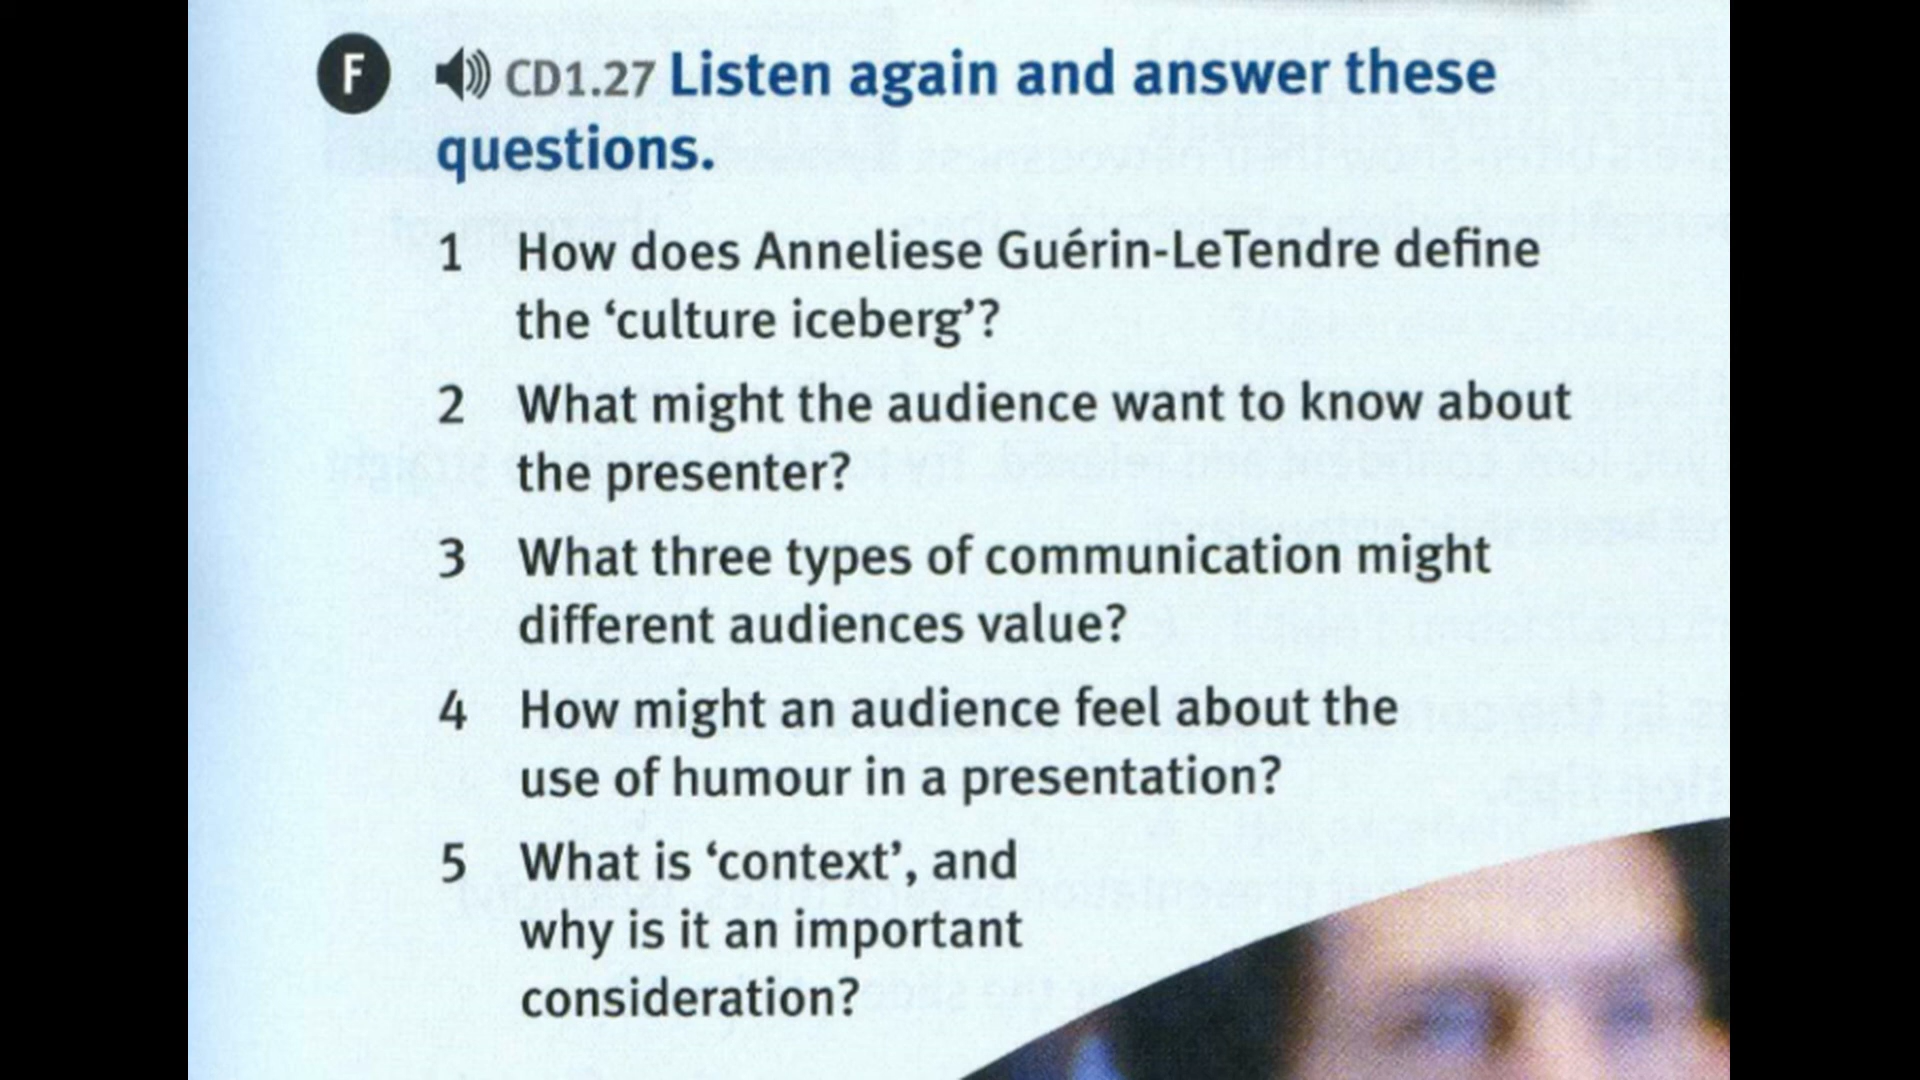 F CD1.27 Listen again and answer these
questions.
1 How does Anneliese Guérin-LeTendre define
the ‘culture iceberg’?
2 What might the audience want to know about
the presenter?
3 What three types of communication might
different audiences value?
4 How might an audience feel about the
use of humour in a presentation?
5 What is ‘context’, and
why is it an important
consideration?